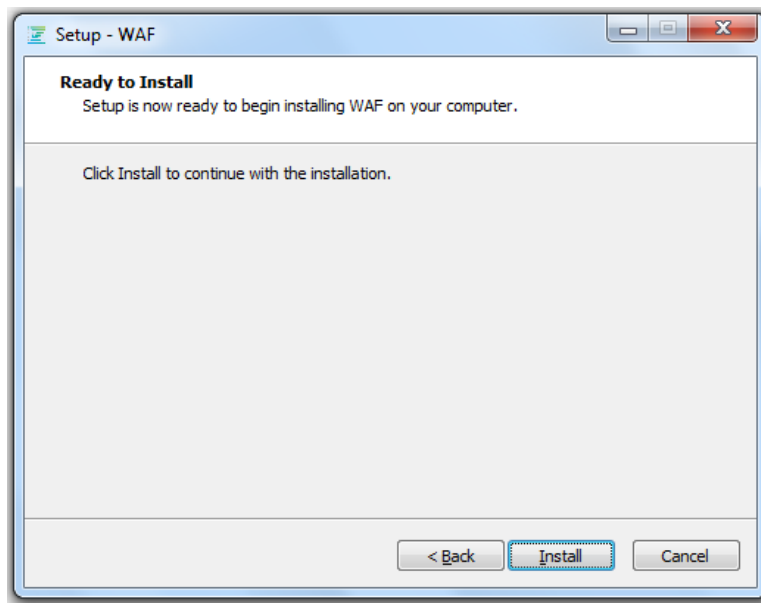 Setup - WAF
Ready to Install
Setup is now ready to begin installing WAF on your computer.
Click Install to continue with the installation.
< Back
Install
Cancel